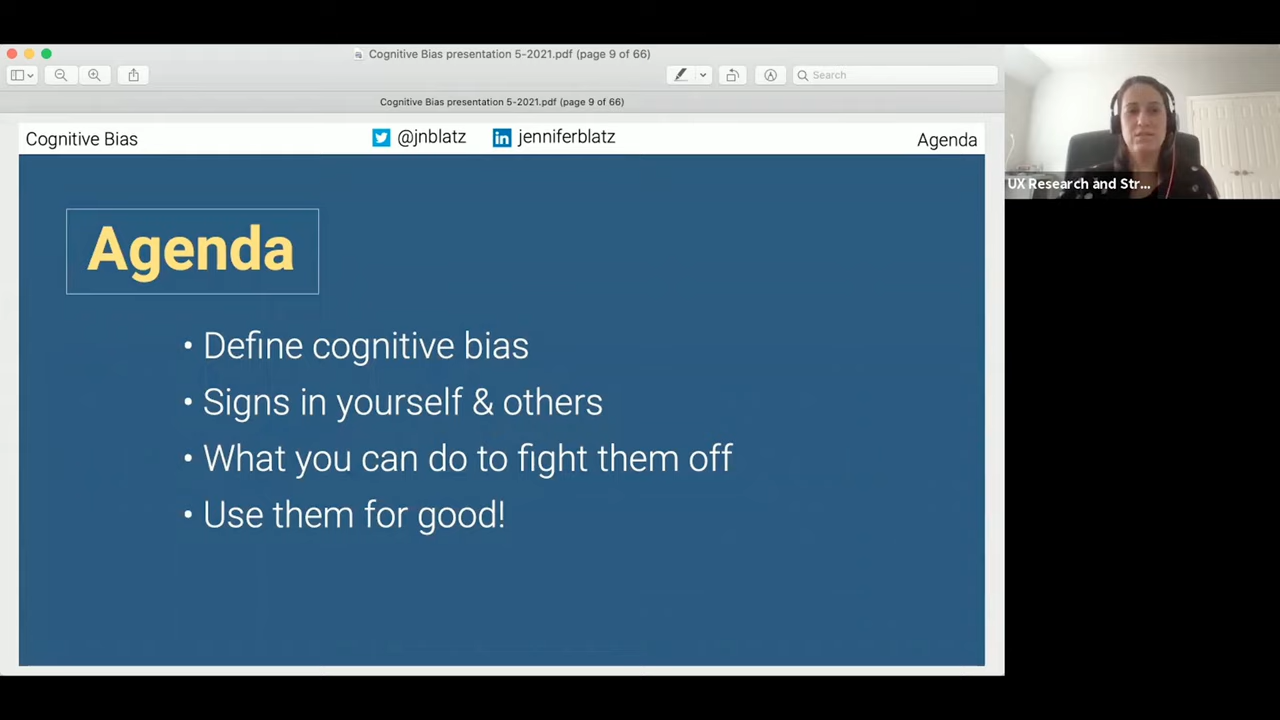 Cognitive Bias presentation 5-2021.pdf (page 9 of 66)
Search
Cognitive Bias presentation 5-2021.pdf (page 9 of 66)
Cognitive Bias
@jnblatz
in jenniferblatz
Agenda
UX Research and Str...
Agenda
• Define cognitive bias
• Signs in yourself & others
• What you can do to fight them off
• Use them for good!